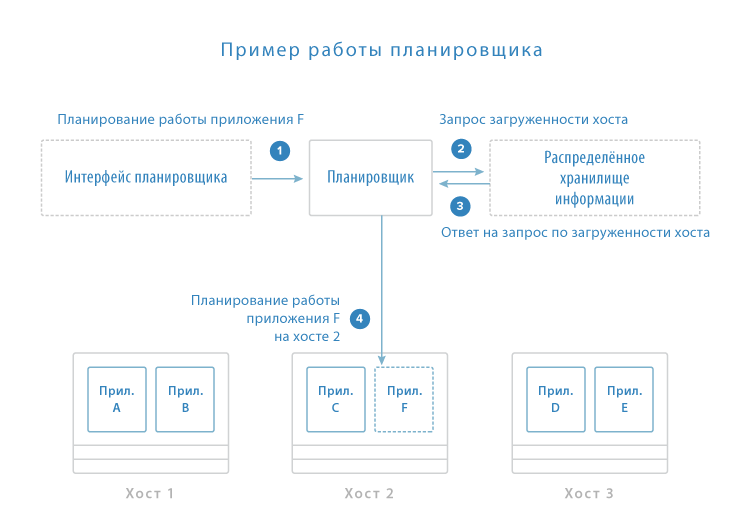 Пример работы планировщика
Планирование работы приложения F
Запрос загруженности хоста
1
2
Интерфейс планировщика
Планировщик
Распределённое
хранилище
информации
3
Ответ на запрос по загруженности хоста
Планирование работы
приложения F
на хосте 2
4
Прил.
A
Прил.
B
Прил.
C
Прил.
F
Прил.
D
Прил.
E
Хост 1
Хост 2
Хост 3